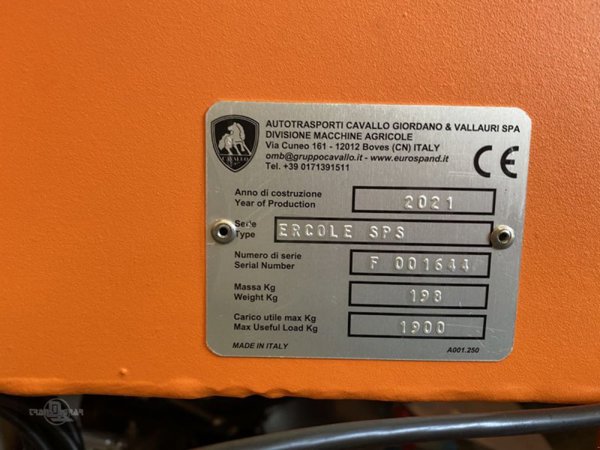 CAVALLO
AUTOTRASPORTI CAVALLO GIORDANO & VALLAURI SPA
DIVISIONE MACCHINE AGRICOLE
Via Cuneo 161 - 12012 Boves (CN) ITALY
omb@gruppocavallo.it - www.eurospand.it
Tel. +39 0171391511
CE
Anno di costruzione
Year of Production
2021
Serie
Type
ERCOLE SPS
Numero di serie
Serial Number
F 001644
Massa Kg
Weight Kg
198
Carico utile max Kg
Max Useful Load Kg
1900
MADE IN ITALY
A001.250